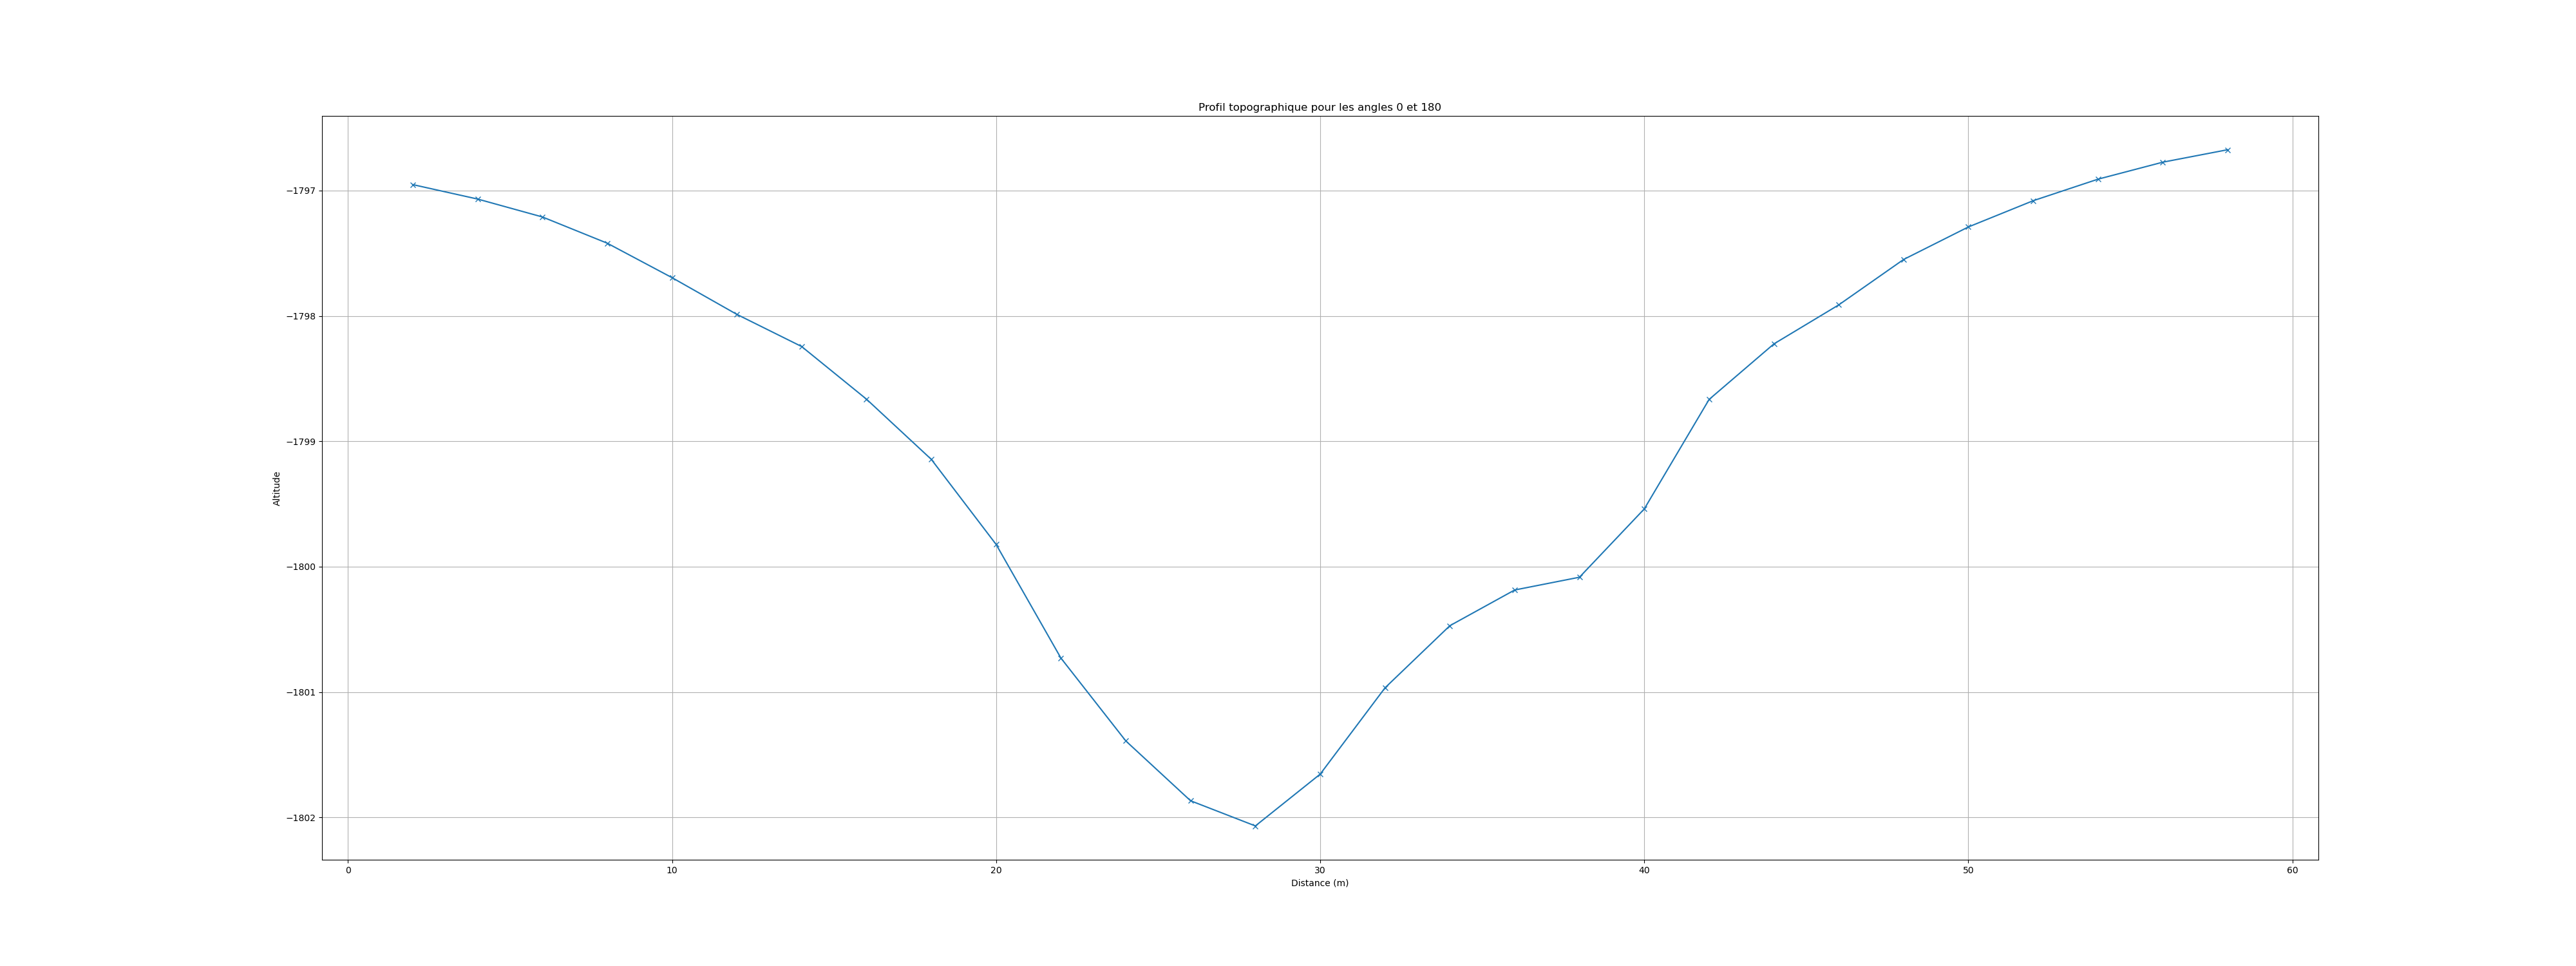 Profil topographique pour les angles 0 et 180
−1797
−1798
−1799
Altitude
−1800
−1801
−1802
0 10 20 30 40 50 60
Distance (m)